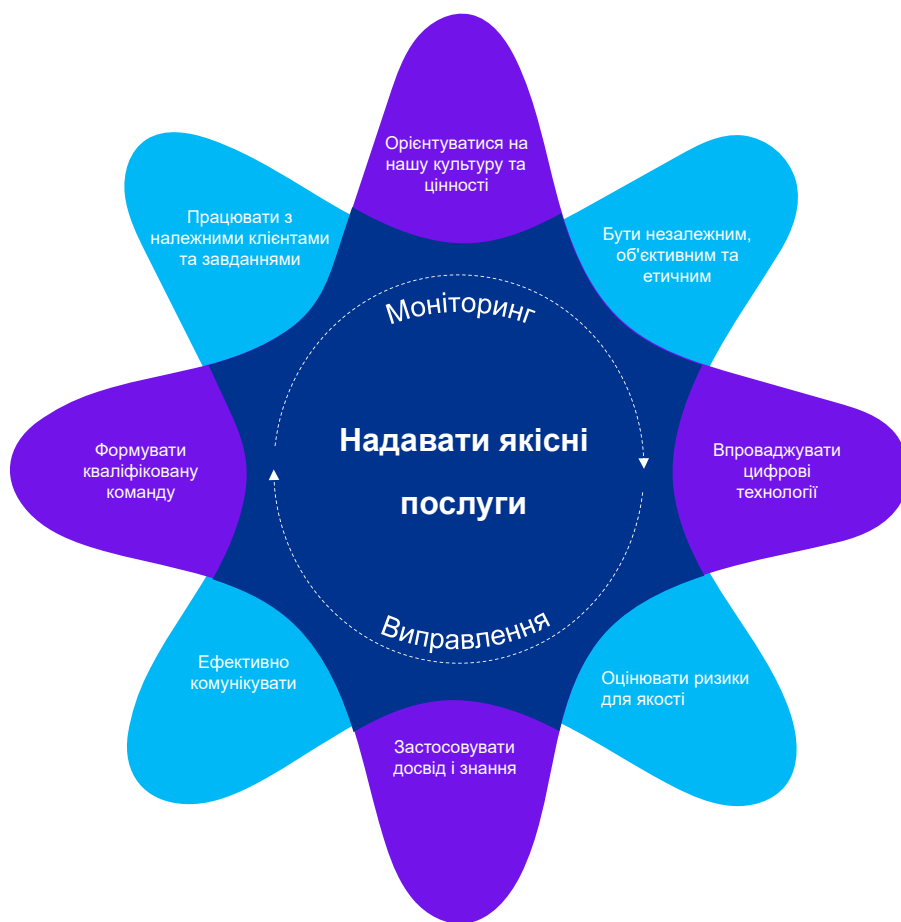 Орієнтуватися на
нашу культуру та
цінності
Працювати з
належними клієнтами
та завданнями
Бути незалежним,
об'єктивним та
етичним
Моніторинг
Надавати якісні
послуги
Формувати
кваліфіковану
команду
Впроваджувати
цифрові
технології
Виправлення
Ефективно
комунікувати
Оцінювати ризики
для якості
Застосовувати
досвід і знання